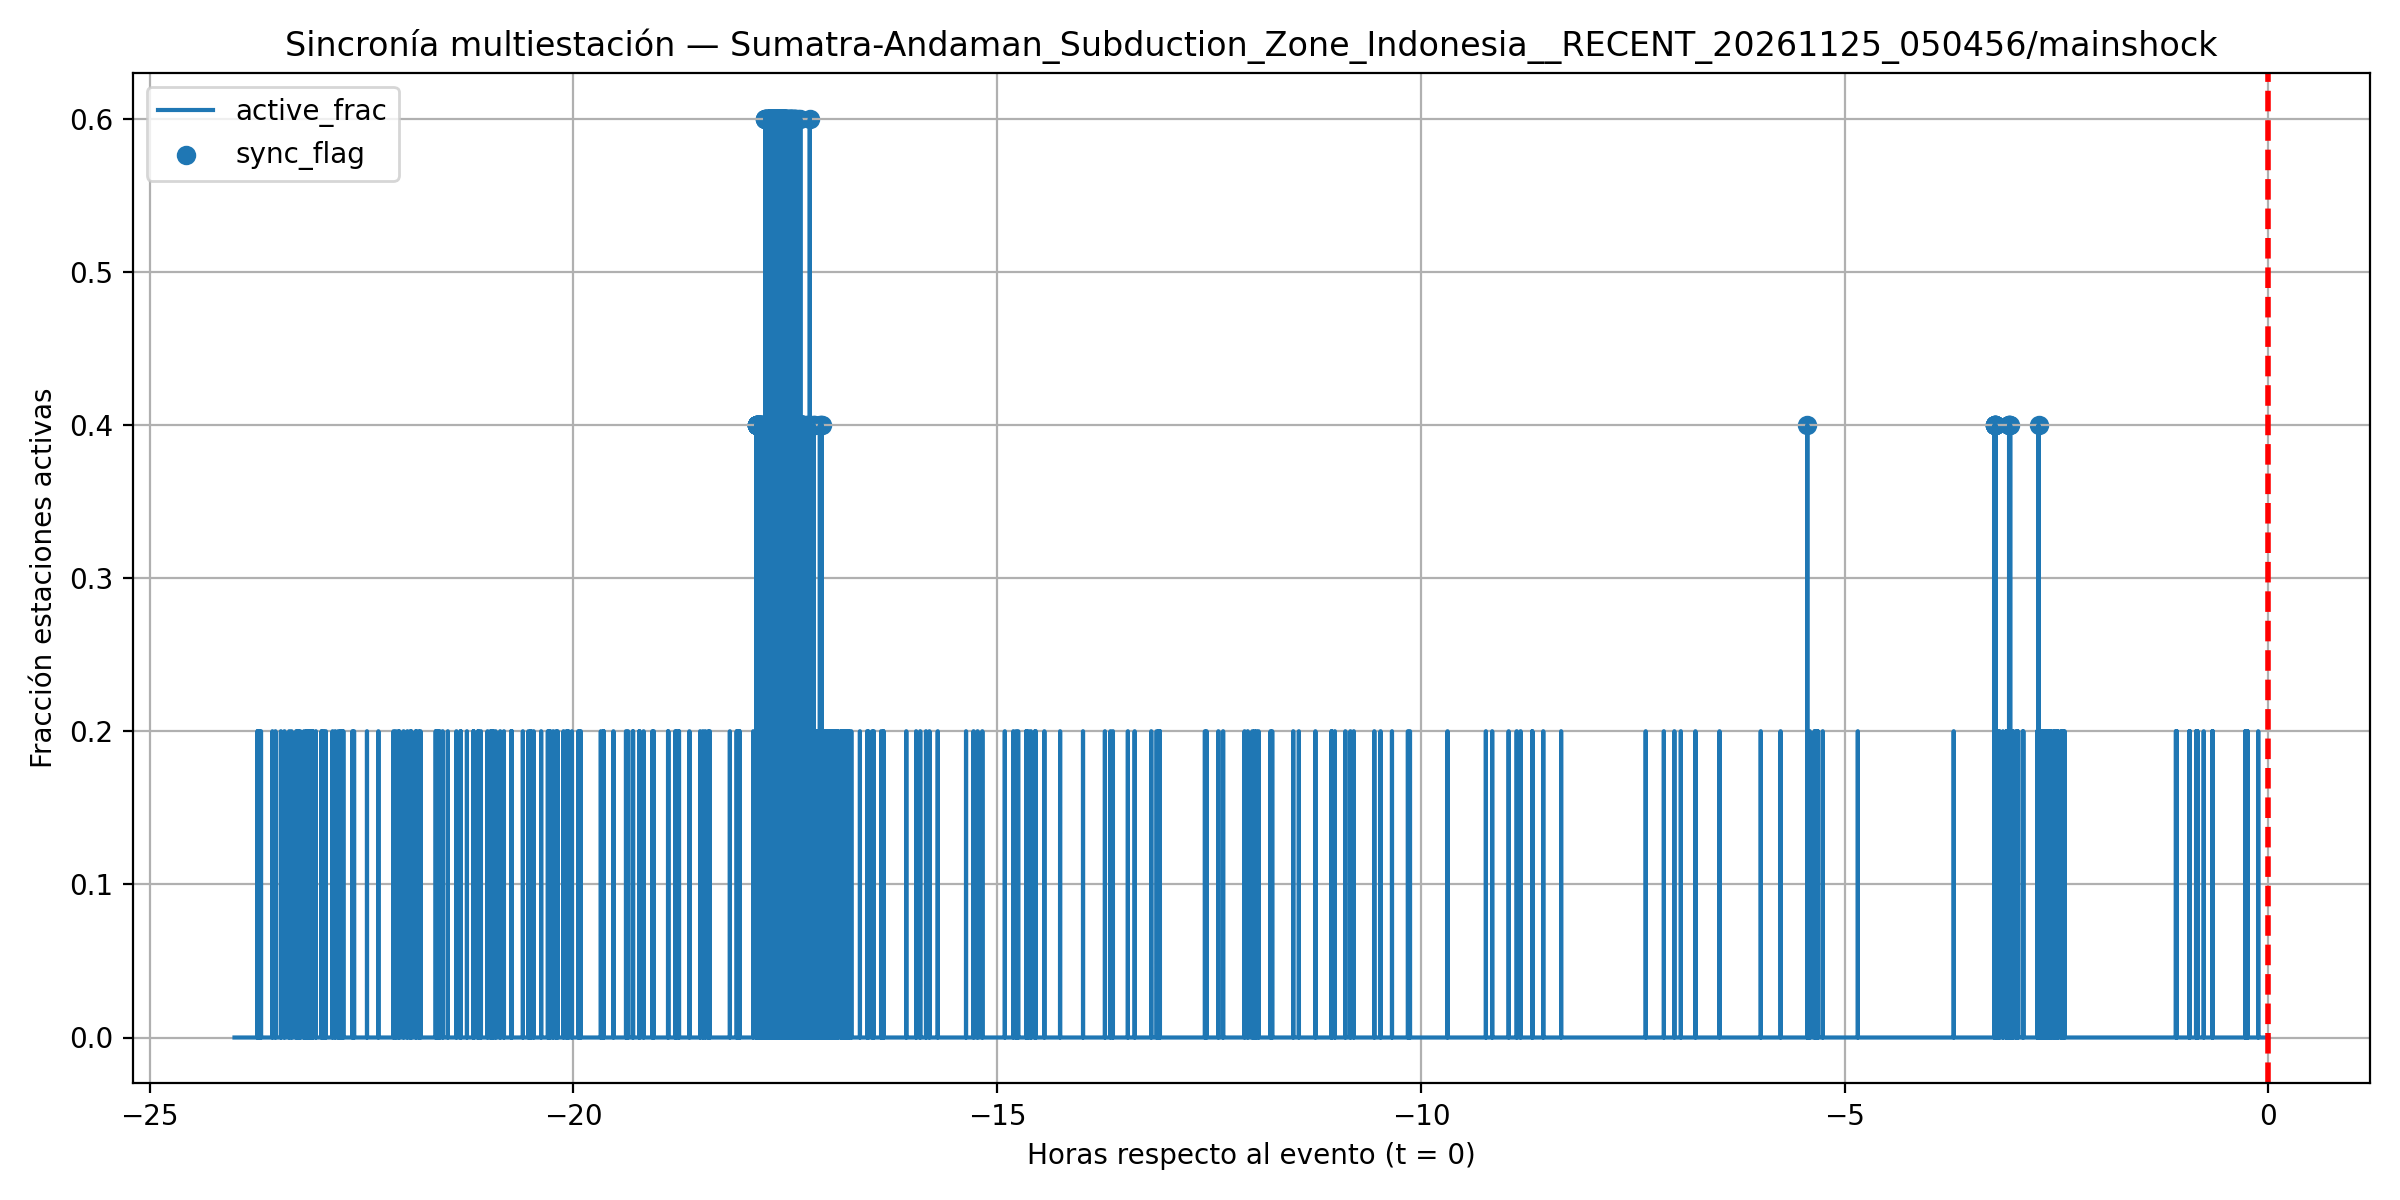 Sincronía multiestación — Sumatra-Andaman_Subduction_Zone_Indonesia__RECENT_20261125_050456/mainshock
active_frac
sync_flag
Fracción estaciones activas
0.6
0.5
0.4
0.3
0.2
0.1
0.0
−25
−20
−15
−10
−5
0
Horas respecto al evento (t = 0)